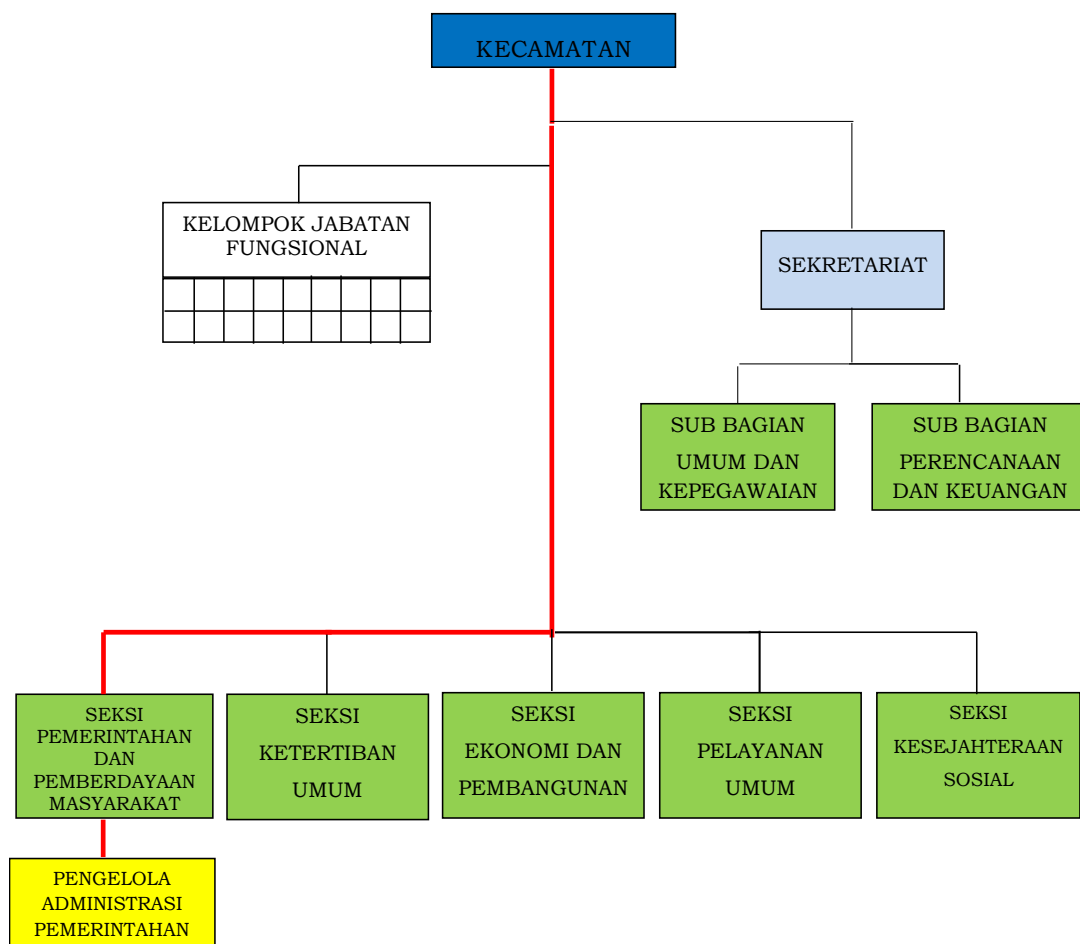 KECAMATAN
KELOMPOK JABATAN
FUNGSIONAL
SEKRETARIAT
SUB BAGIAN
UMUM DAN
KEPEGAWAIAN
SUB BAGIAN
PERENCANAAN
DAN KEUANGAN
SEKSI
PEMERINTAHAN
DAN
PEMBERDAYAAN
MASYARAKAT
SEKSI
KETERTIBAN
UMUM
SEKSI
EKONOMI DAN
PEMBANGUNAN
SEKSI
PELAYANAN
UMUM
SEKSI
KESEJAHTERAAN
SOSIAL
PENGELOLA
ADMINISTRASI
PEMERINTAHAN